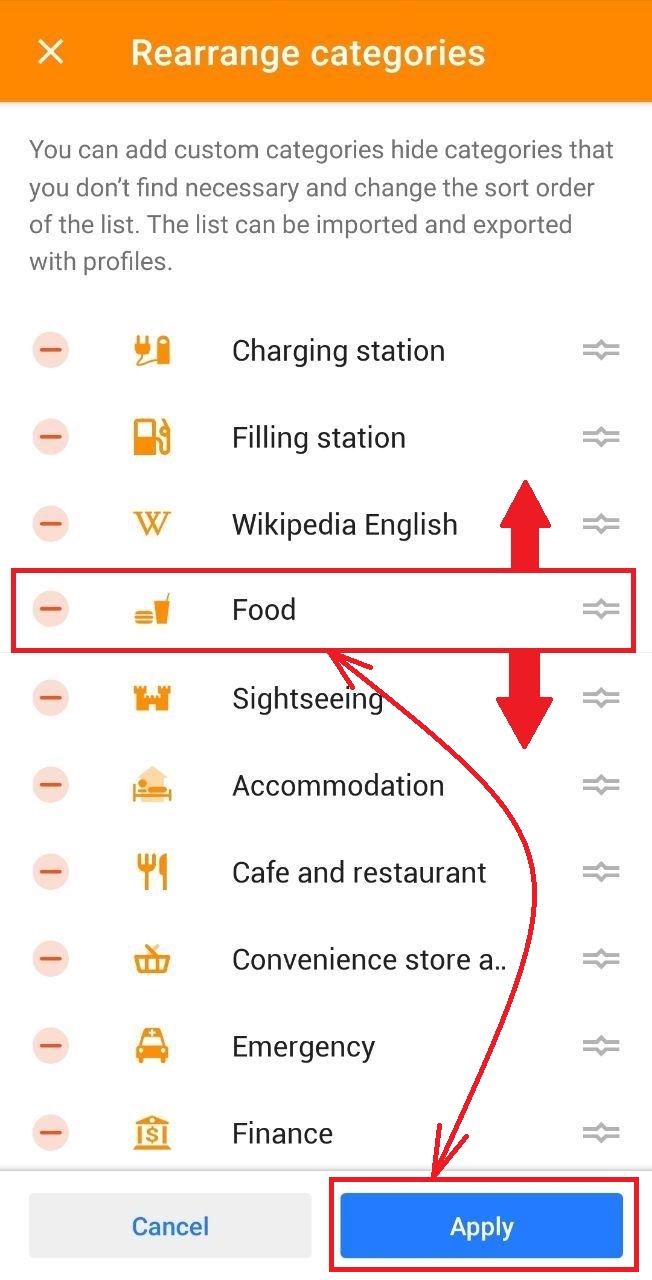 Rearrange categories
You can add custom categories hide categories that
you don’t find necessary and change the sort order
of the list. The list can be imported and exported
with profiles.
Charging station
Filling station
W Wikipedia English
Food
Sightseeing
Accommodation
Cafe and restaurant
Convenience store a..
Emergency
$ Finance
Cancel Apply